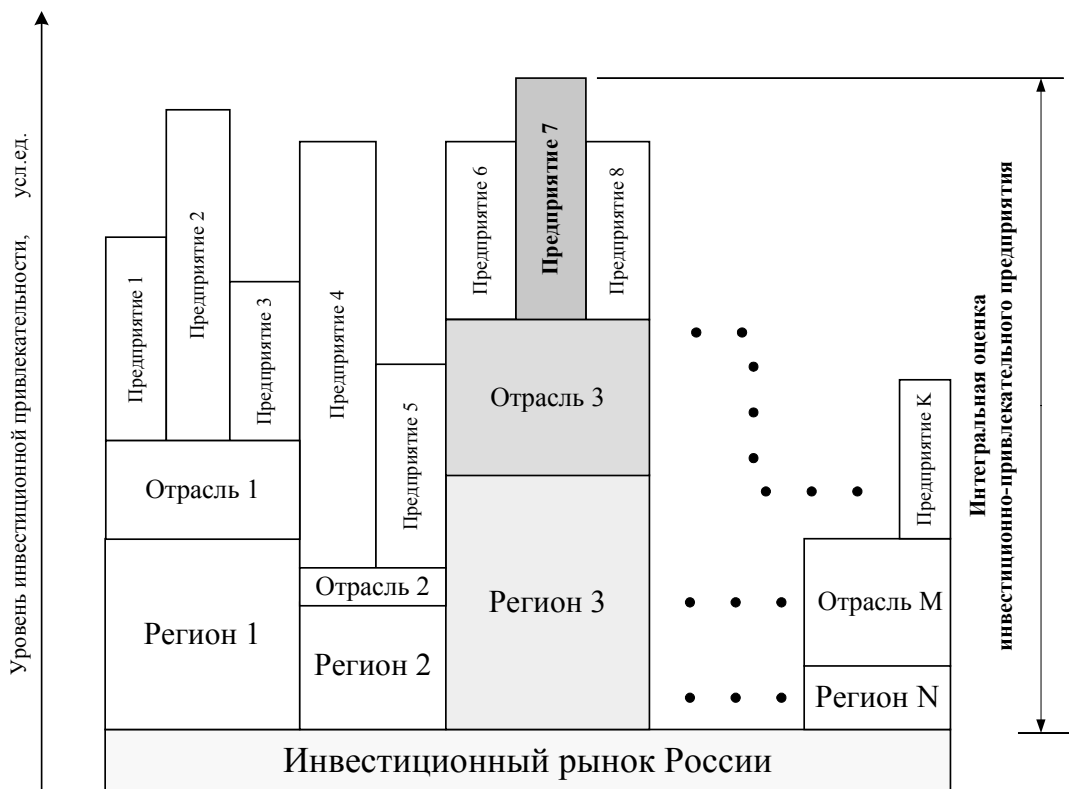 Уровень инвестиционной привлекательности, усл.ед.
Предприятие 1
Предприятие 2
Предприятие 3
Предприятие 4
Предприятие 5
Предприятие 6
Предприятие 7
Предприятие 8
Предприятие K
Отрасль 1
Отрасль 2
Отрасль 3
Отрасль M
Регион 1
Регион 2
Регион 3
Регион N
Инвестиционный рынок России
Интегральная оценка
инвестиционно-привлекательного предприятия